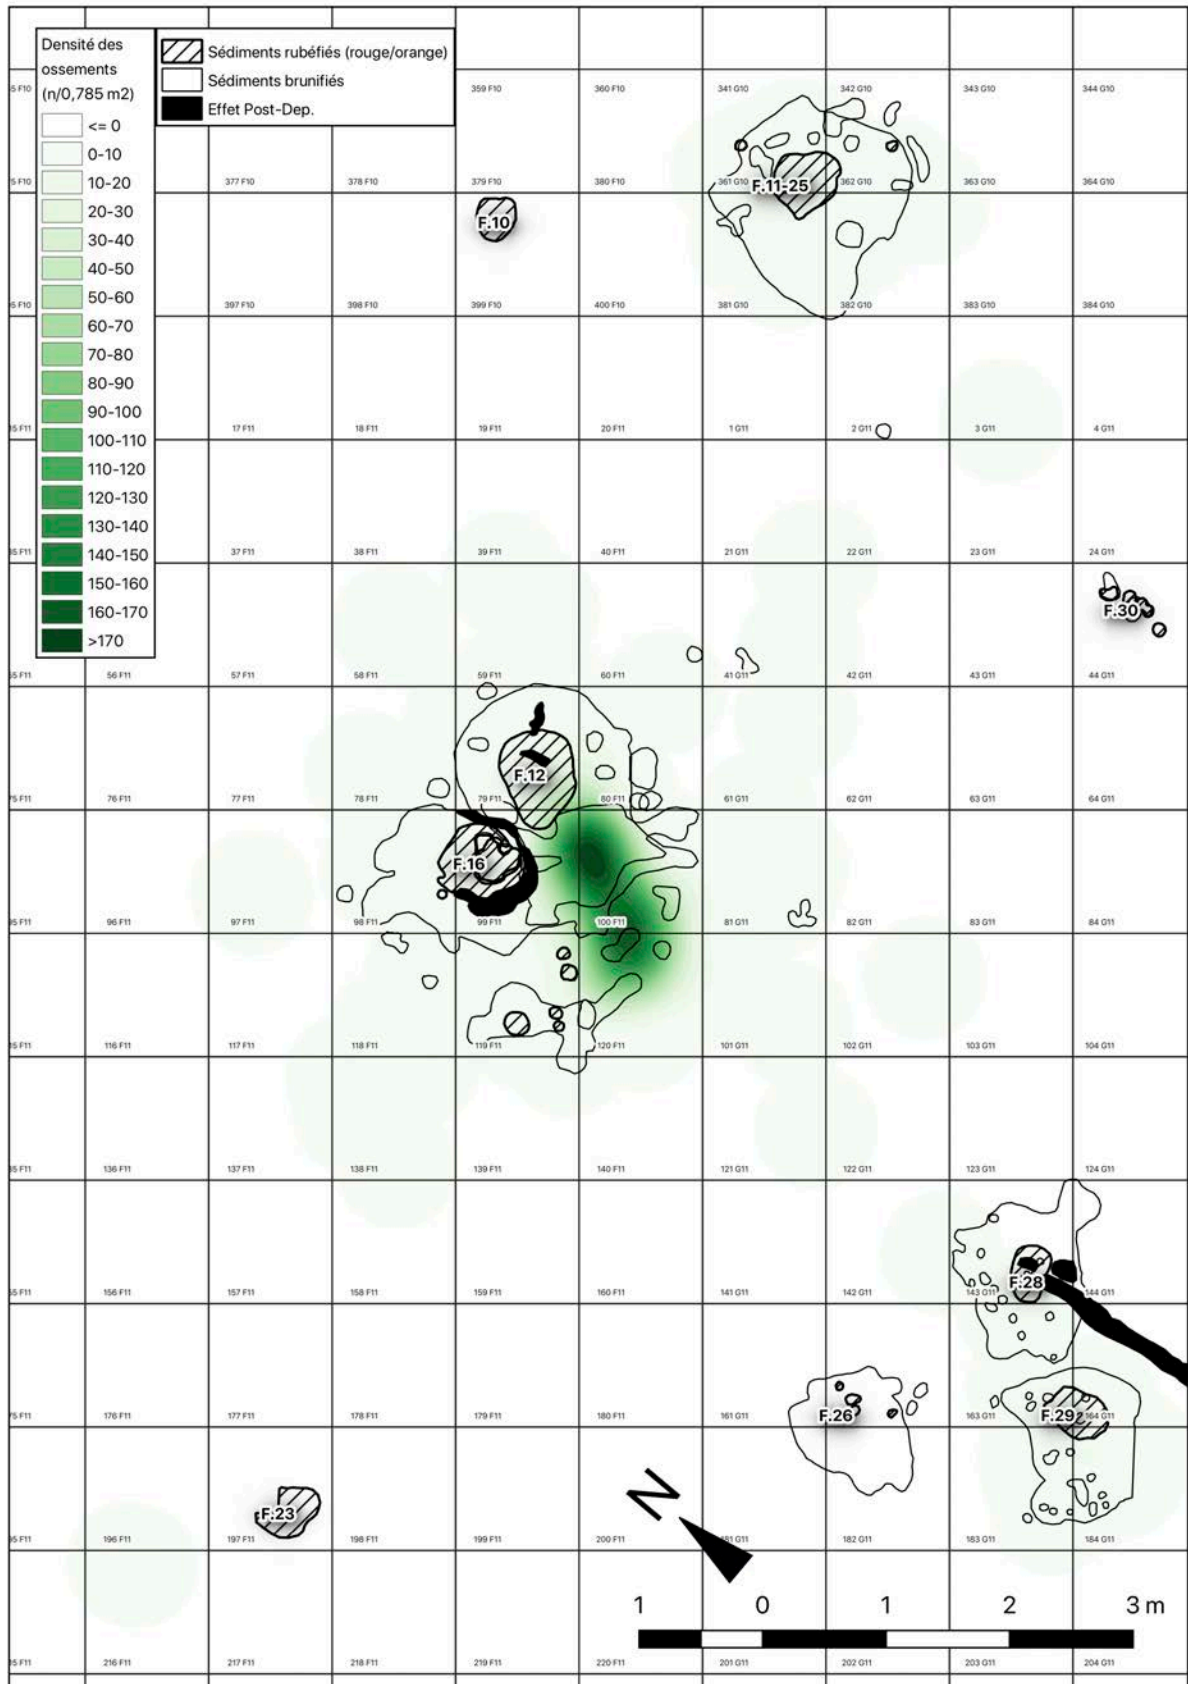 Densité des
ossements
(n/0,785 m2)
<= 0
0-10
10-20
20-30
30-40
40-50
50-60
60-70
70-80
80-90
90-100
100-110
110-120
120-130
130-140
140-150
150-160
160-170
>170
Sédiments rubéfiés (rouge/orange)
Sédiments brunifiés
Effet Post-Dep.
359 F10 360 F10 341 G10 342 G10 343 G10 344 G10
377 F10 378 F10 379 F10 380 F10 361 G10 362 G10 363 G10 364 G10
F.11-25
F.10
397 F10 398 F10 399 F10 400 F10 381 G10 382 G10 383 G10 384 G10
17 F11 18 F11 19 F11 20 F11 1 G11 2 G11 3 G11 4 G11
37 F11 38 F11 39 F11 40 F11 21 G11 22 G11 23 G11 24 G11
F.30
56 F11 57 F11 58 F11 59 F11 60 F11 41 G11 42 G11 43 G11 44 G11
F.12
76 F11 77 F11 78 F11 79 F11 80 F11 61 G11 62 G11 63 G11 64 G11
F.16
96 F11 97 F11 98 F11 99 F11 100 F11 81 G11 82 G11 83 G11 84 G11
116 F11 117 F11 118 F11 119 F11 120 F11 101 G11 102 G11 103 G11 104 G11
136 F11 137 F11 138 F11 139 F11 140 F11 121 G11 122 G11 123 G11 124 G11
F.28
156 F11 157 F11 158 F11 159 F11 160 F11 141 G11 142 G11 143 G11 144 G11
F.26
F.29
176 F11 177 F11 178 F11 179 F11 180 F11 161 G11 163 G11 164 G11
N
F.23
196 F11 197 F11 198 F11 199 F11 200 F11 181 G11 182 G11 183 G11 184 G11
1 0 1 2 3 m
216 F11 217 F11 218 F11 219 F11 220 F11 201 G11 202 G11 203 G11 204 G11